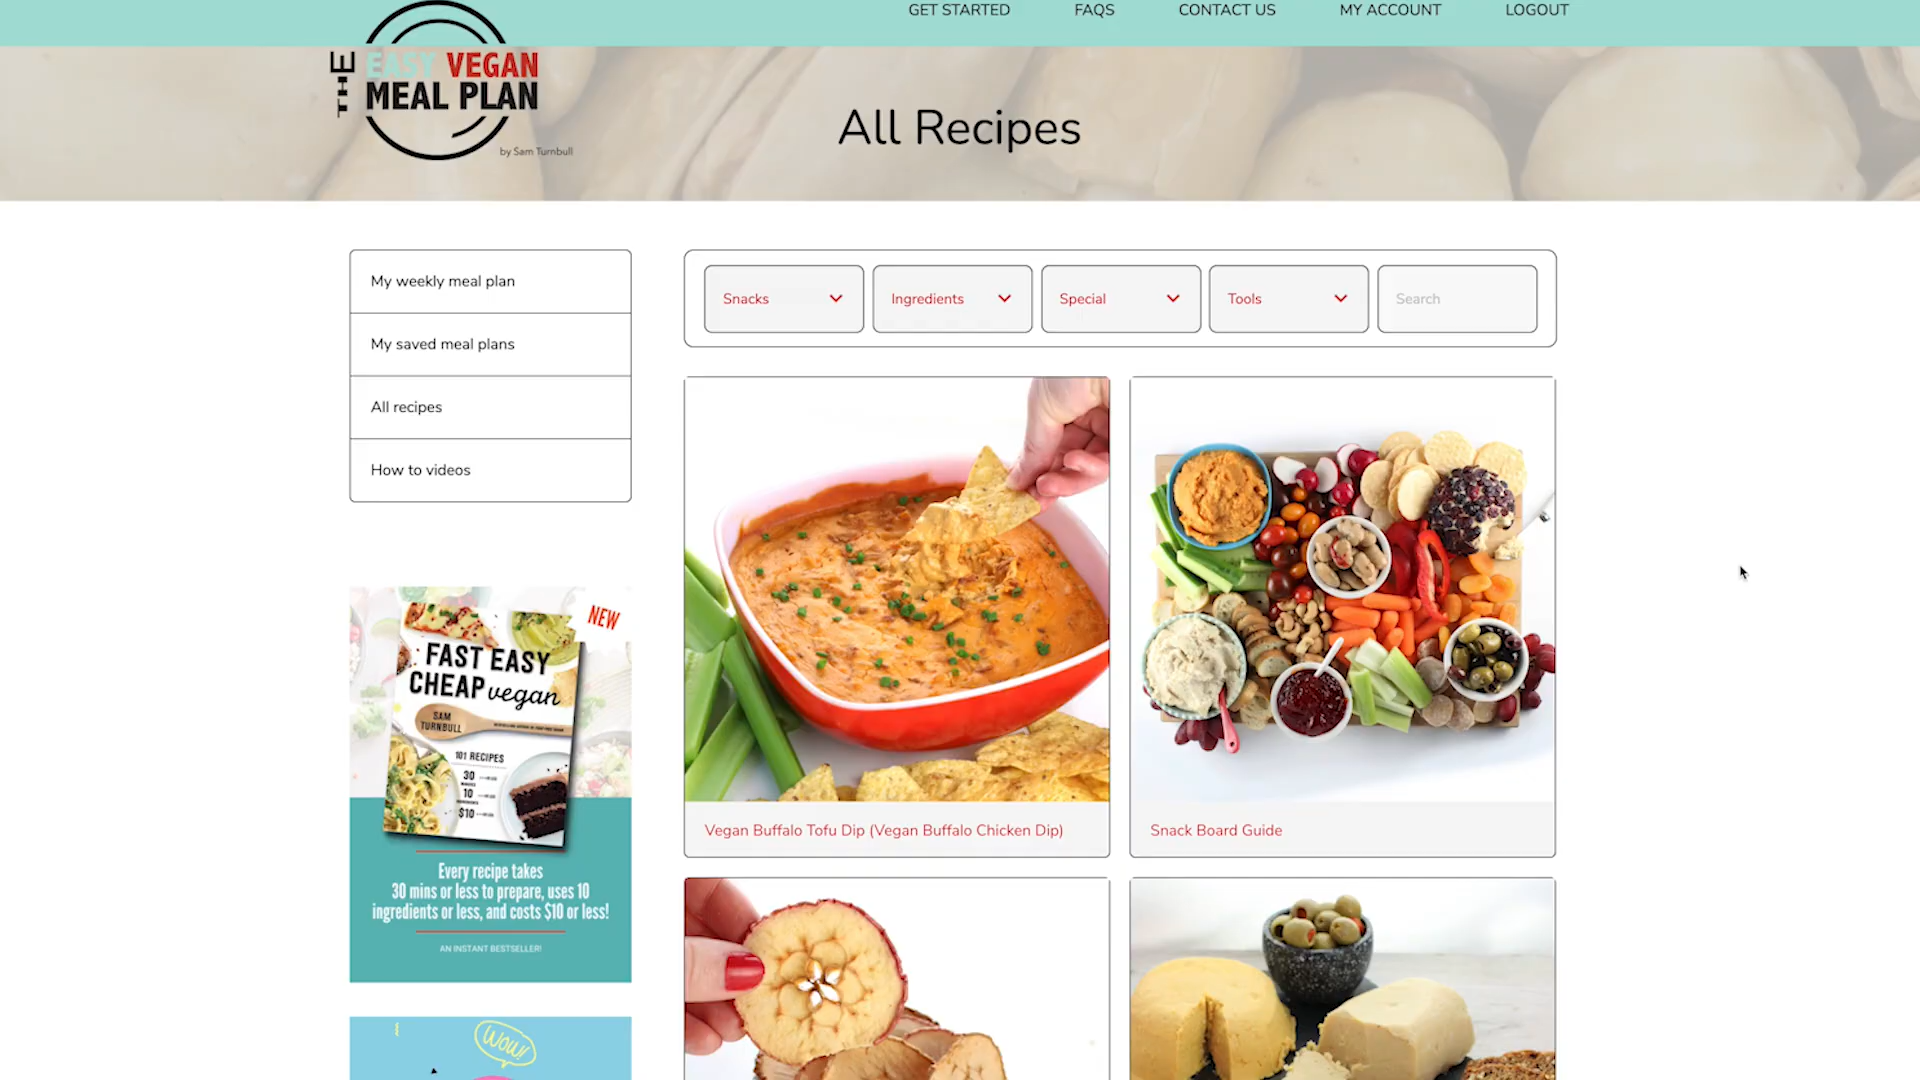 GET STARTED
FAQS
CONTACT US
MY ACCOUNT
LOGOUT
THE
EASY VEGAN
MEAL PLAN
by Sam Turnbull
All Recipes
My weekly meal plan
My saved meal plans
All recipes
How to videos
Snacks
Ingredients
Special
Tools
Search
Vegan Buffalo Tofu Dip (Vegan Buffalo Chicken Dip)
Snack Board Guide
NEW
FAST EASY
CHEAP vegan
SAM
TURNBULL
101 RECIPES
30
10
$10
Every recipe takes
30 mins or less to prepare, uses 10
ingredients or less, and costs $10 or less!
AN INSTANT BESTSELLER!
Wow!